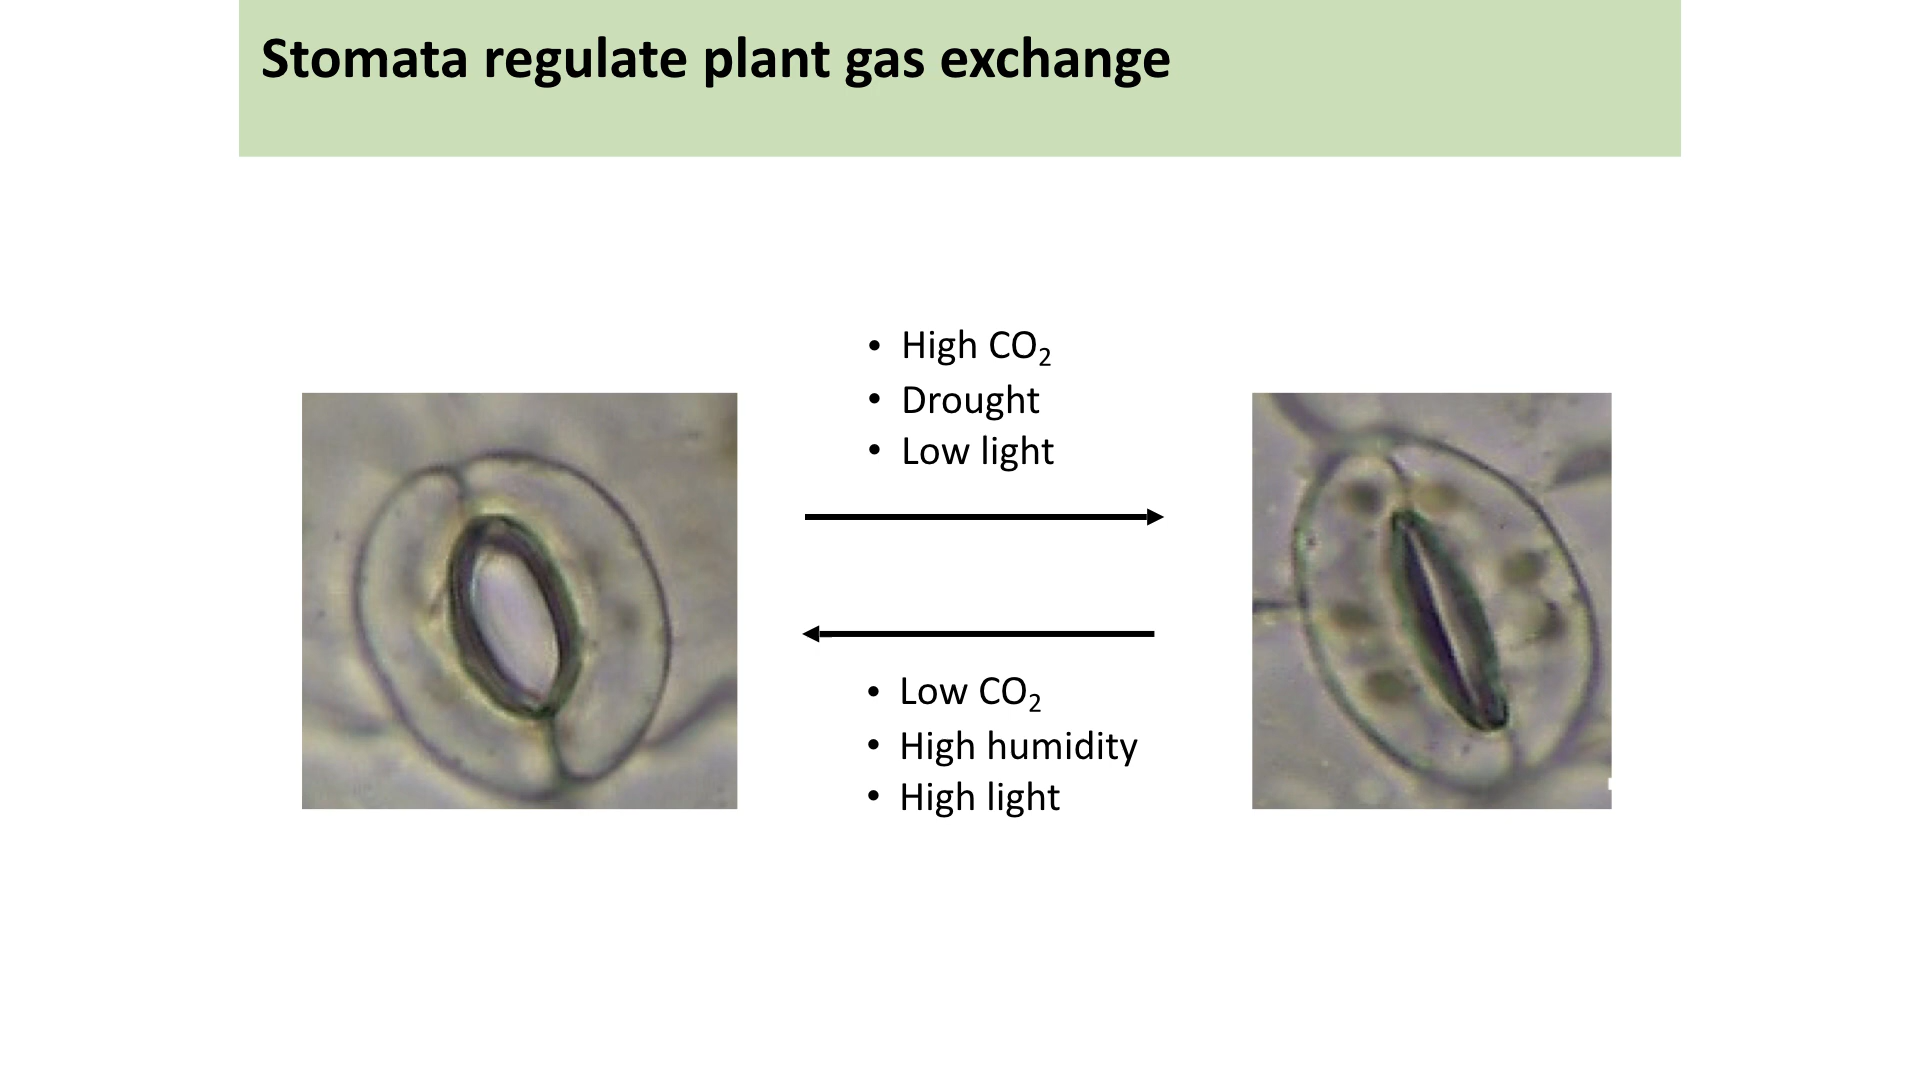 Stomata regulate plant gas exchange
• High CO₂
• Drought
• Low light
• Low CO₂
• High humidity
• High light